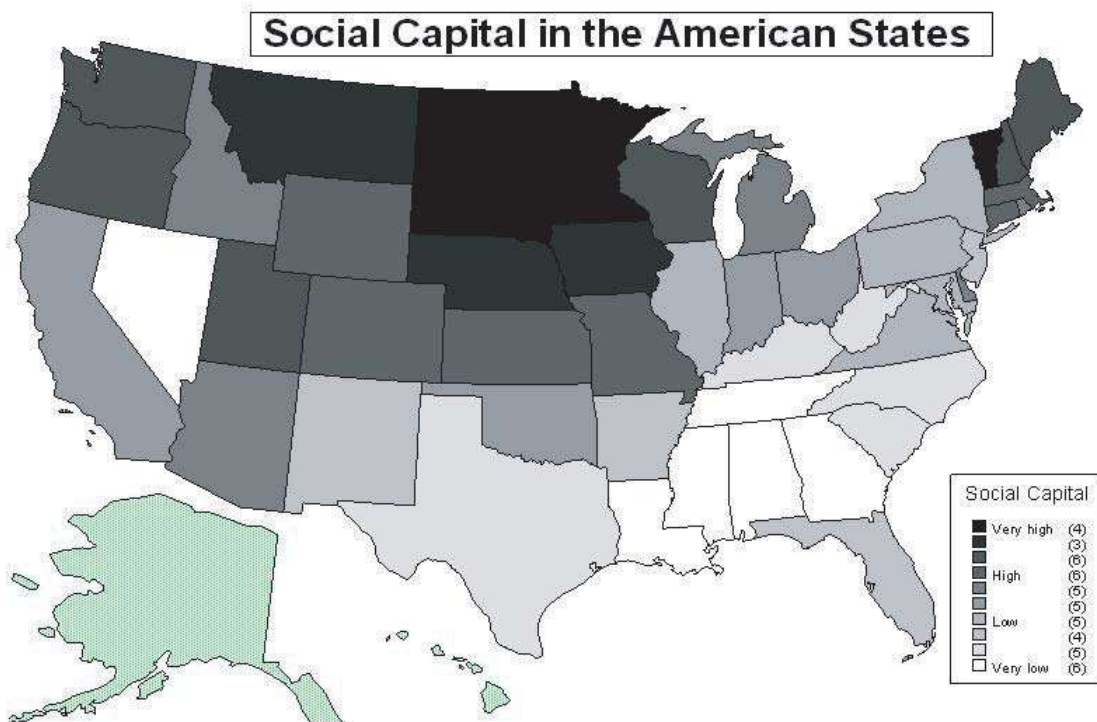 Social Capital in the American States
Social Capital
Very high (4)
(3)
(6)
High (6)
(5)
(5)
Low (5)
(4)
(5)
Very low (6)